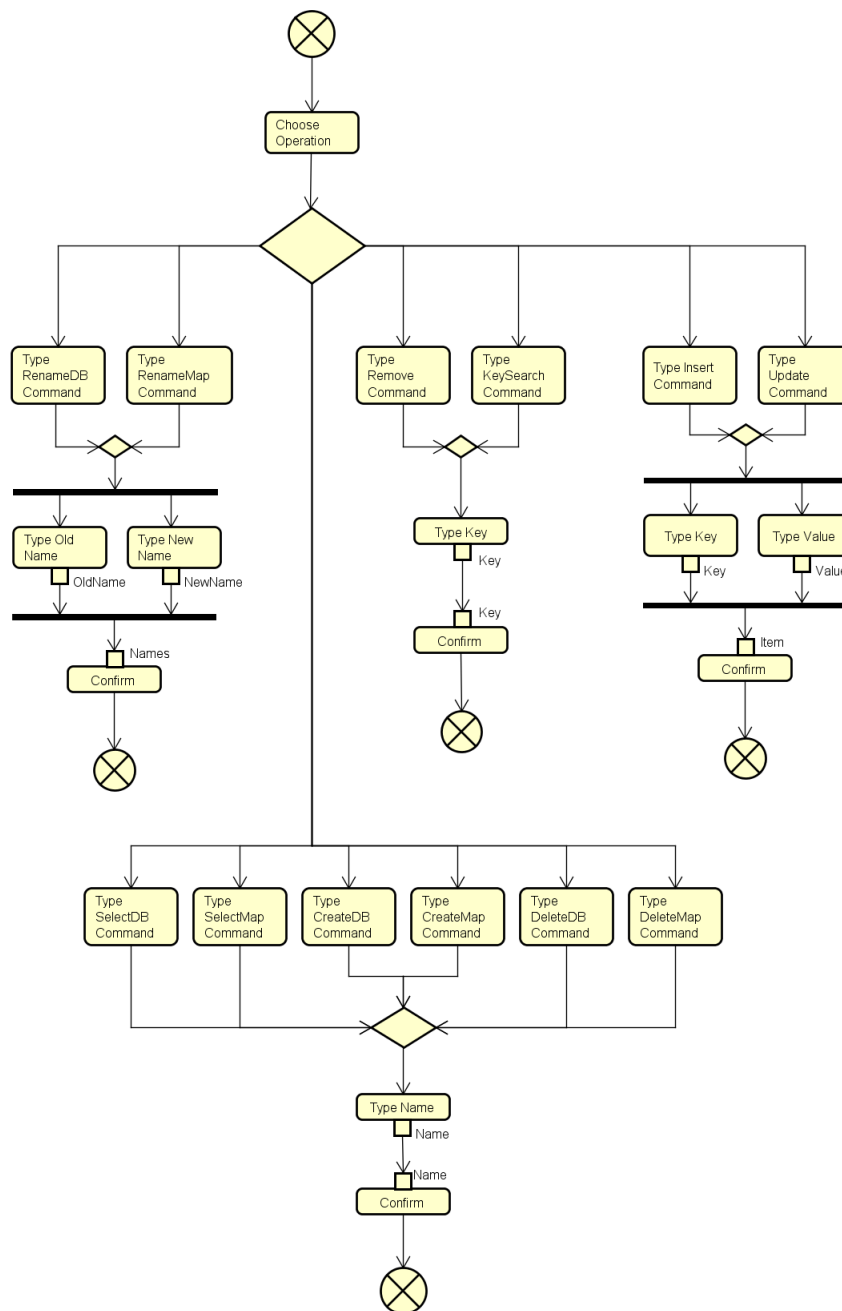 Choose
Operation
Type
RenameDB
Command
Type
RenameMap
Command
Type
Remove
Command
Type
KeySearch
Command
Type Insert
Command
Type
Update
Command
Type Old
Name
OldName
Type New
Name
NewName
Names
Confirm
Type Key
Key
Key
Confirm
Type Key
Key
Type Value
Value
Item
Confirm
Type
SelectDB
Command
Type
SelectMap
Command
Type
CreateDB
Command
Type
CreateMap
Command
Type
DeleteDB
Command
Type
DeleteMap
Command
Type Name
Name
Name
Confirm